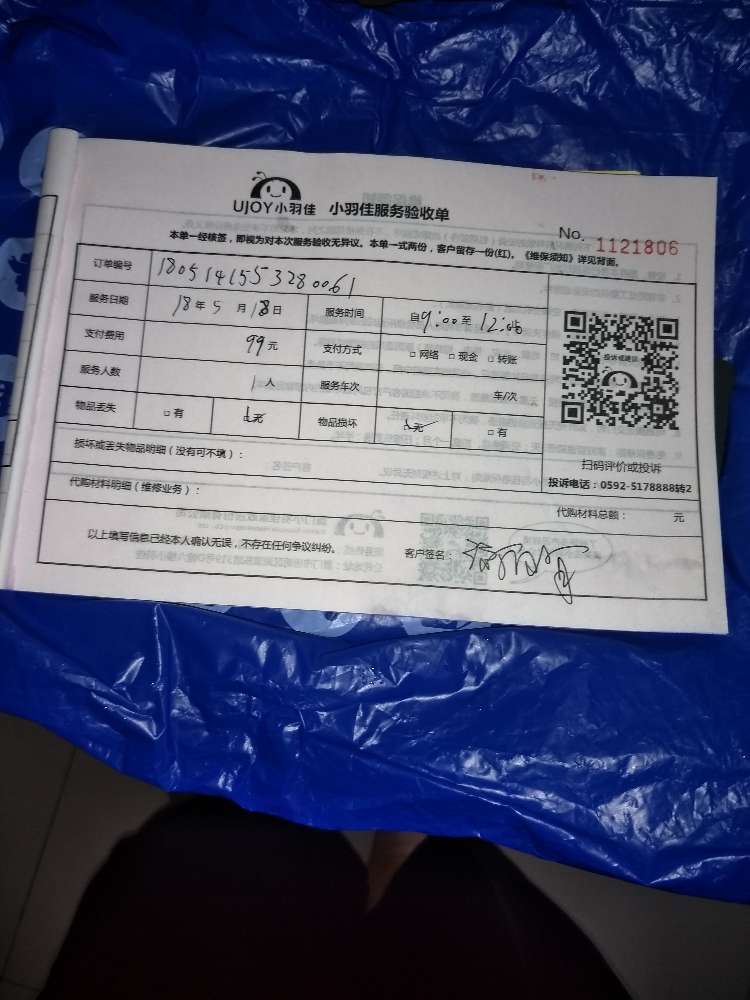 UJOY小羽佳 小羽佳服务验收单
No. 1121806
本单一经核签，即视为对本次服务验收无异议。本单一式两份，客户留存一份(红)。《维保须知》详见背面。
订单编号 1805141553280061
服务日期 18年5月18日 服务时间 自9:00至12:00
支付费用 99元 支付方式 □网络 □现金 □转账
服务人数 1人 服务车次 车/次
物品丢失 □有 □无 物品损坏 □无 □有
投诉或建议
扫码评价或投诉
投诉电话：0592-5178888转2
损坏或丢失物品明细（没有可不填）：
代购材料明细（维修业务）： 代购材料总额： 元
以上填写信息已经本人确认无误，不存在任何争议纠纷。 客户签名：